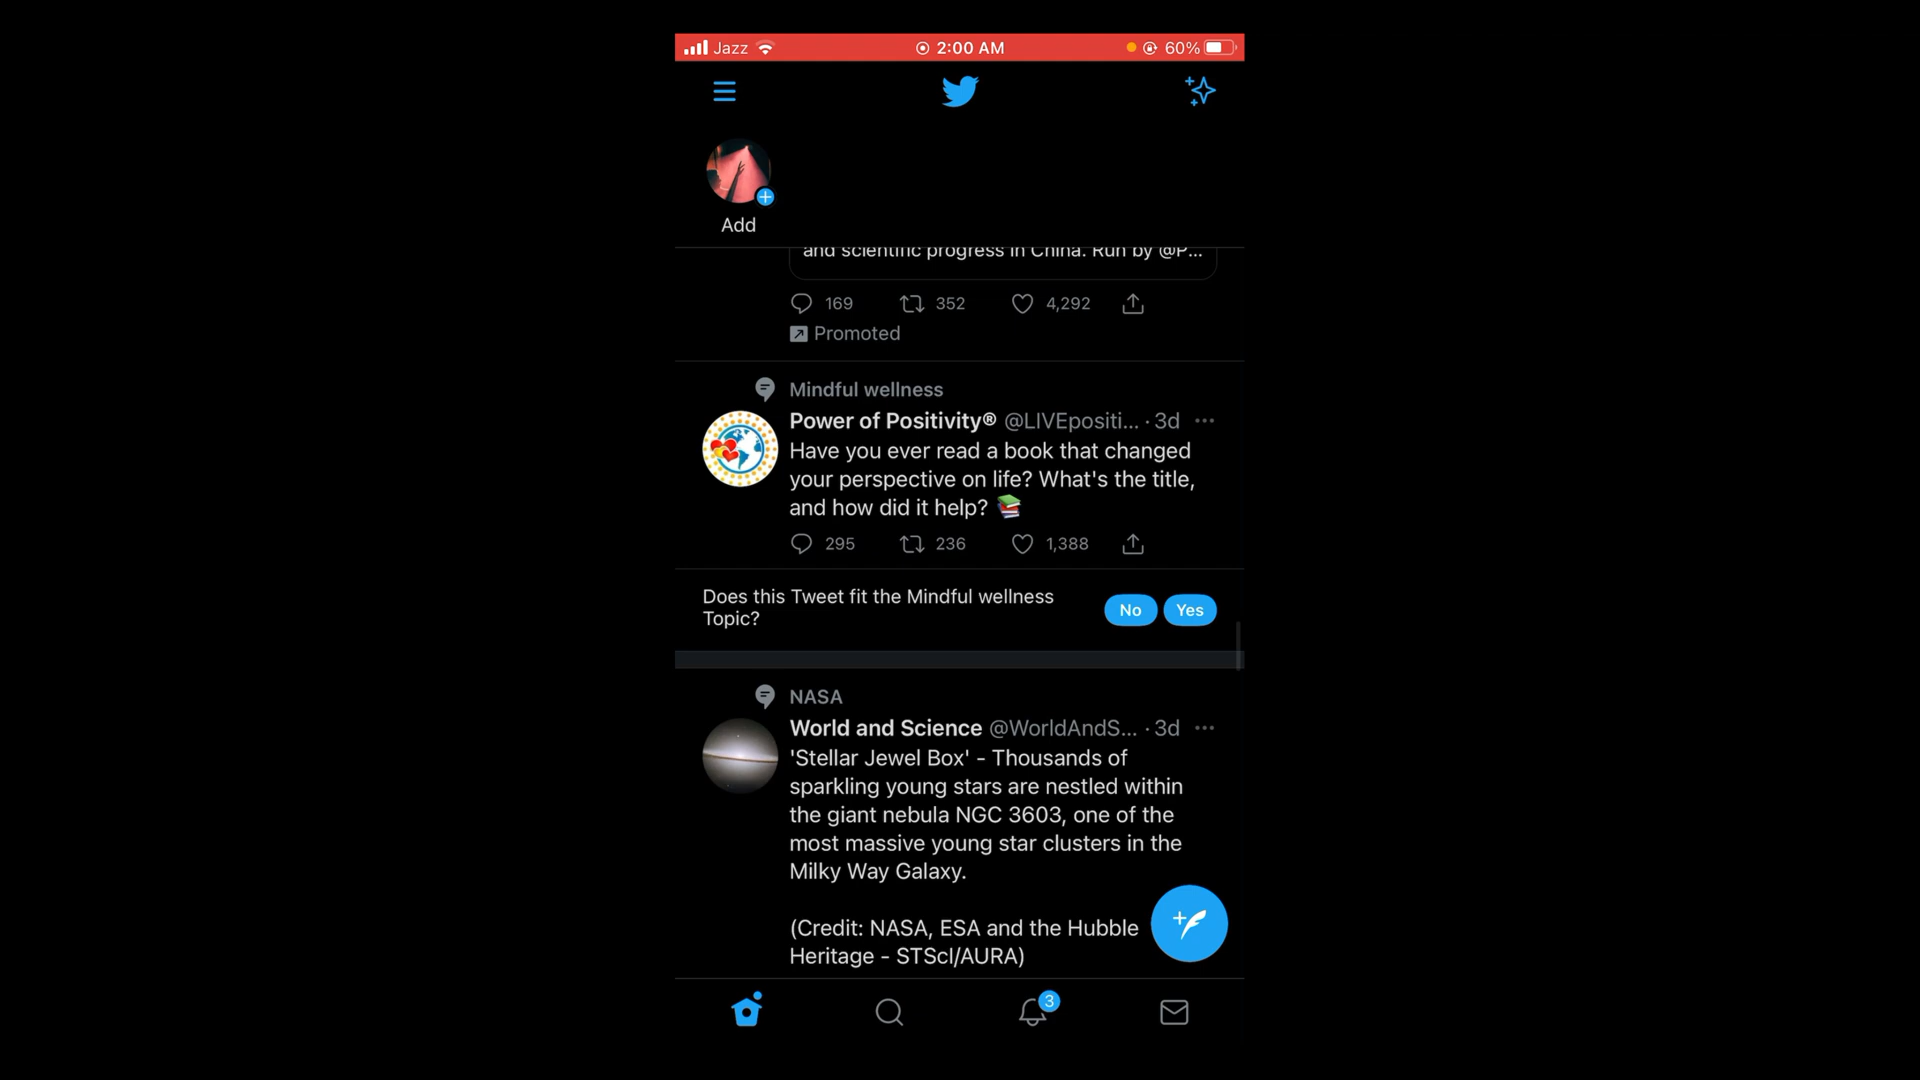 Jazz 2:00 AM 60%
Add
and scientific progress in China. Run by @P...
169 352 4,292
Promoted
Mindful wellness
Power of Positivity® @LIVEpositi... · 3d
Have you ever read a book that changed
your perspective on life? What's the title,
and how did it help?
295 236 1,388
Does this Tweet fit the Mindful wellness
Topic?
No Yes
NASA
World and Science @WorldAndS... · 3d
'Stellar Jewel Box' - Thousands of
sparkling young stars are nestled within
the giant nebula NGC 3603, one of the
most massive young star clusters in the
Milky Way Galaxy.
(Credit: NASA, ESA and the Hubble
Heritage - STScI/AURA)
3